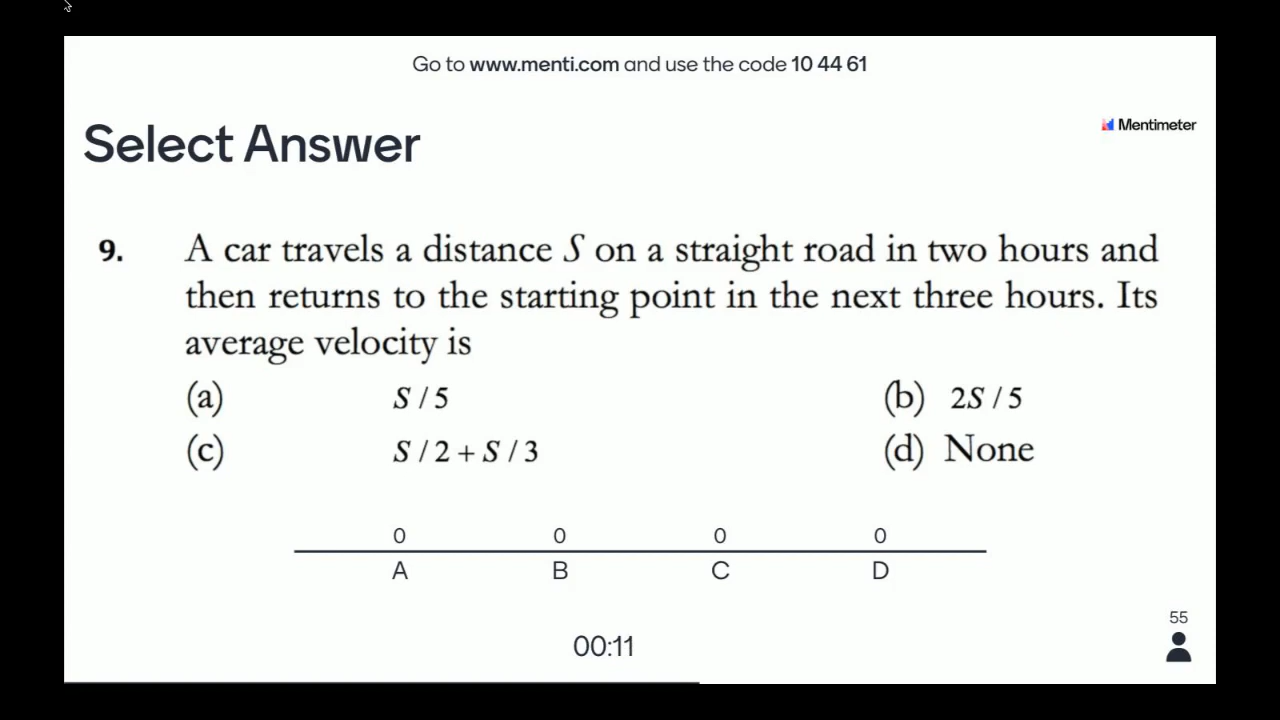 Go to www.menti.com and use the code 10 44 61
Mentimeter
Select Answer
9. A car travels a distance S on a straight road in two hours and
then returns to the starting point in the next three hours. Its
average velocity is
(a) S / 5 (b) 2S / 5
(c) S / 2 + S / 3 (d) None
0 0 0 0
A B C D
55
00:11